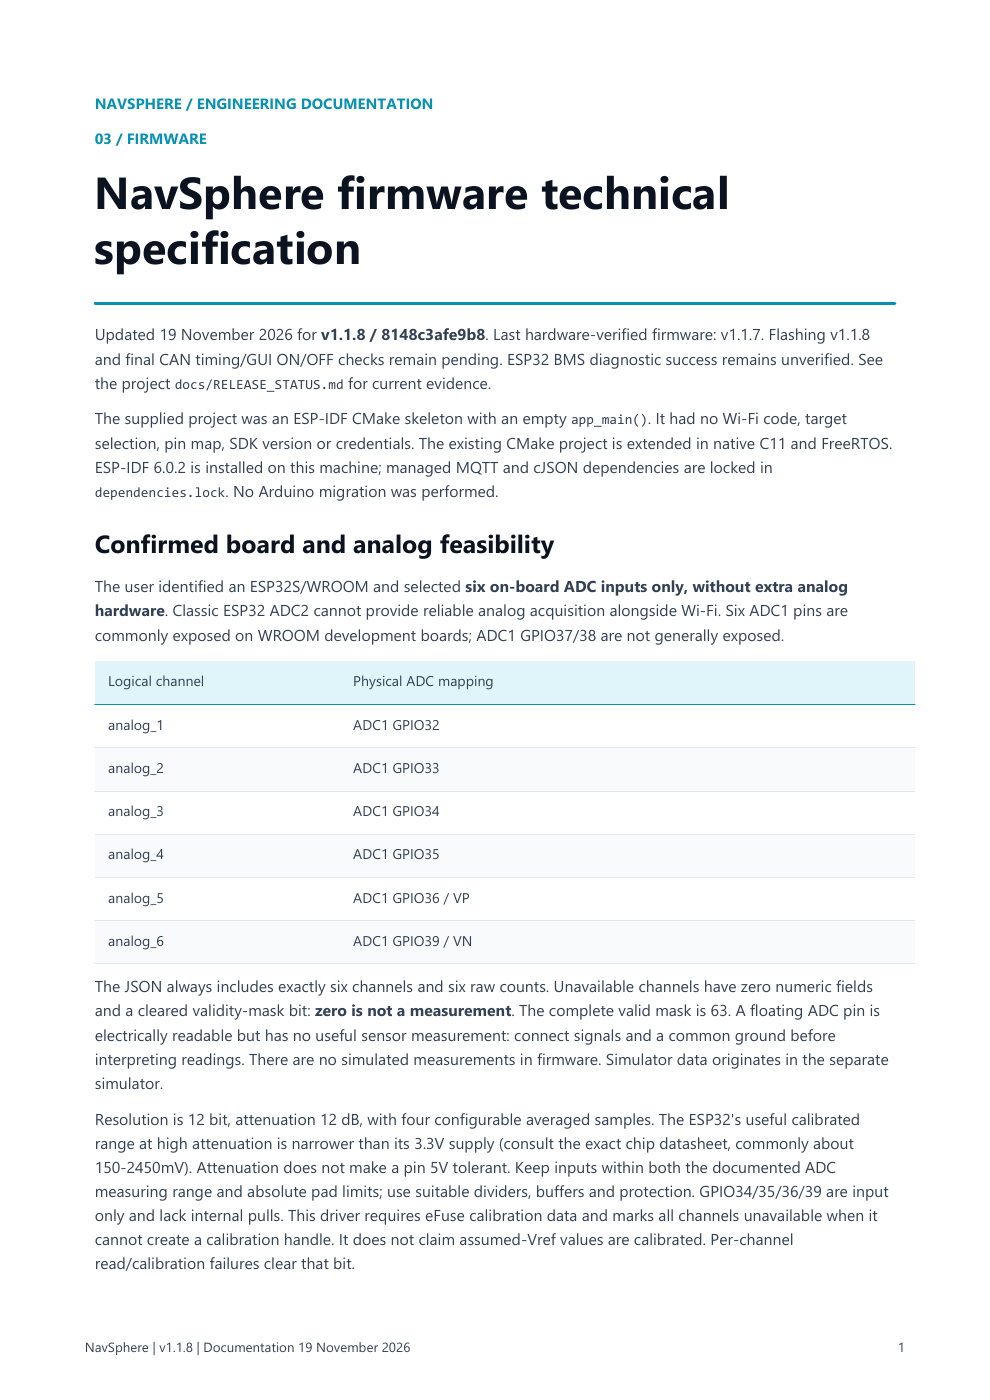 NAVSPHERE / ENGINEERING DOCUMENTATION
03 / FIRMWARE
NavSphere firmware technical
specification
Updated 19 November 2026 for v1.1.8 / 8148c3afe9b8. Last hardware-verified firmware: v1.1.7. Flashing v1.1.8
and final CAN timing/GUI ON/OFF checks remain pending. ESP32 BMS diagnostic success remains unverified. See
the project docs/RELEASE_STATUS.md for current evidence.
The supplied project was an ESP-IDF CMake skeleton with an empty app_main(). It had no Wi-Fi code, target
selection, pin map, SDK version or credentials. The existing CMake project is extended in native C11 and FreeRTOS.
ESP-IDF 6.0.2 is installed on this machine; managed MQTT and cJSON dependencies are locked in
dependencies.lock. No Arduino migration was performed.
Confirmed board and analog feasibility
The user identified an ESP32S/WROOM and selected six on-board ADC inputs only, without extra analog
hardware. Classic ESP32 ADC2 cannot provide reliable analog acquisition alongside Wi-Fi. Six ADC1 pins are
commonly exposed on WROOM development boards; ADC1 GPIO37/38 are not generally exposed.
Logical channel Physical ADC mapping
analog_1 ADC1 GPIO32
analog_2 ADC1 GPIO33
analog_3 ADC1 GPIO34
analog_4 ADC1 GPIO35
analog_5 ADC1 GPIO36 / VP
analog_6 ADC1 GPIO39 / VN
The JSON always includes exactly six channels and six raw counts. Unavailable channels have zero numeric fields
and a cleared validity-mask bit: zero is not a measurement. The complete valid mask is 63. A floating ADC pin is
electrically readable but has no useful sensor measurement: connect signals and a common ground before
interpreting readings. There are no simulated measurements in firmware. Simulator data originates in the separate
simulator.
Resolution is 12 bit, attenuation 12 dB, with four configurable averaged samples. The ESP32's useful calibrated
range at high attenuation is narrower than its 3.3V supply (consult the exact chip datasheet, commonly about
150-2450mV). Attenuation does not make a pin 5V tolerant. Keep inputs within both the documented ADC
measuring range and absolute pad limits; use suitable dividers, buffers and protection. GPIO34/35/36/39 are input
only and lack internal pulls. This driver requires eFuse calibration data and marks all channels unavailable when it
cannot create a calibration handle. It does not claim assumed-Vref values are calibrated. Per-channel
read/calibration failures clear that bit.
NavSphere | v1.1.8 | Documentation 19 November 2026 1